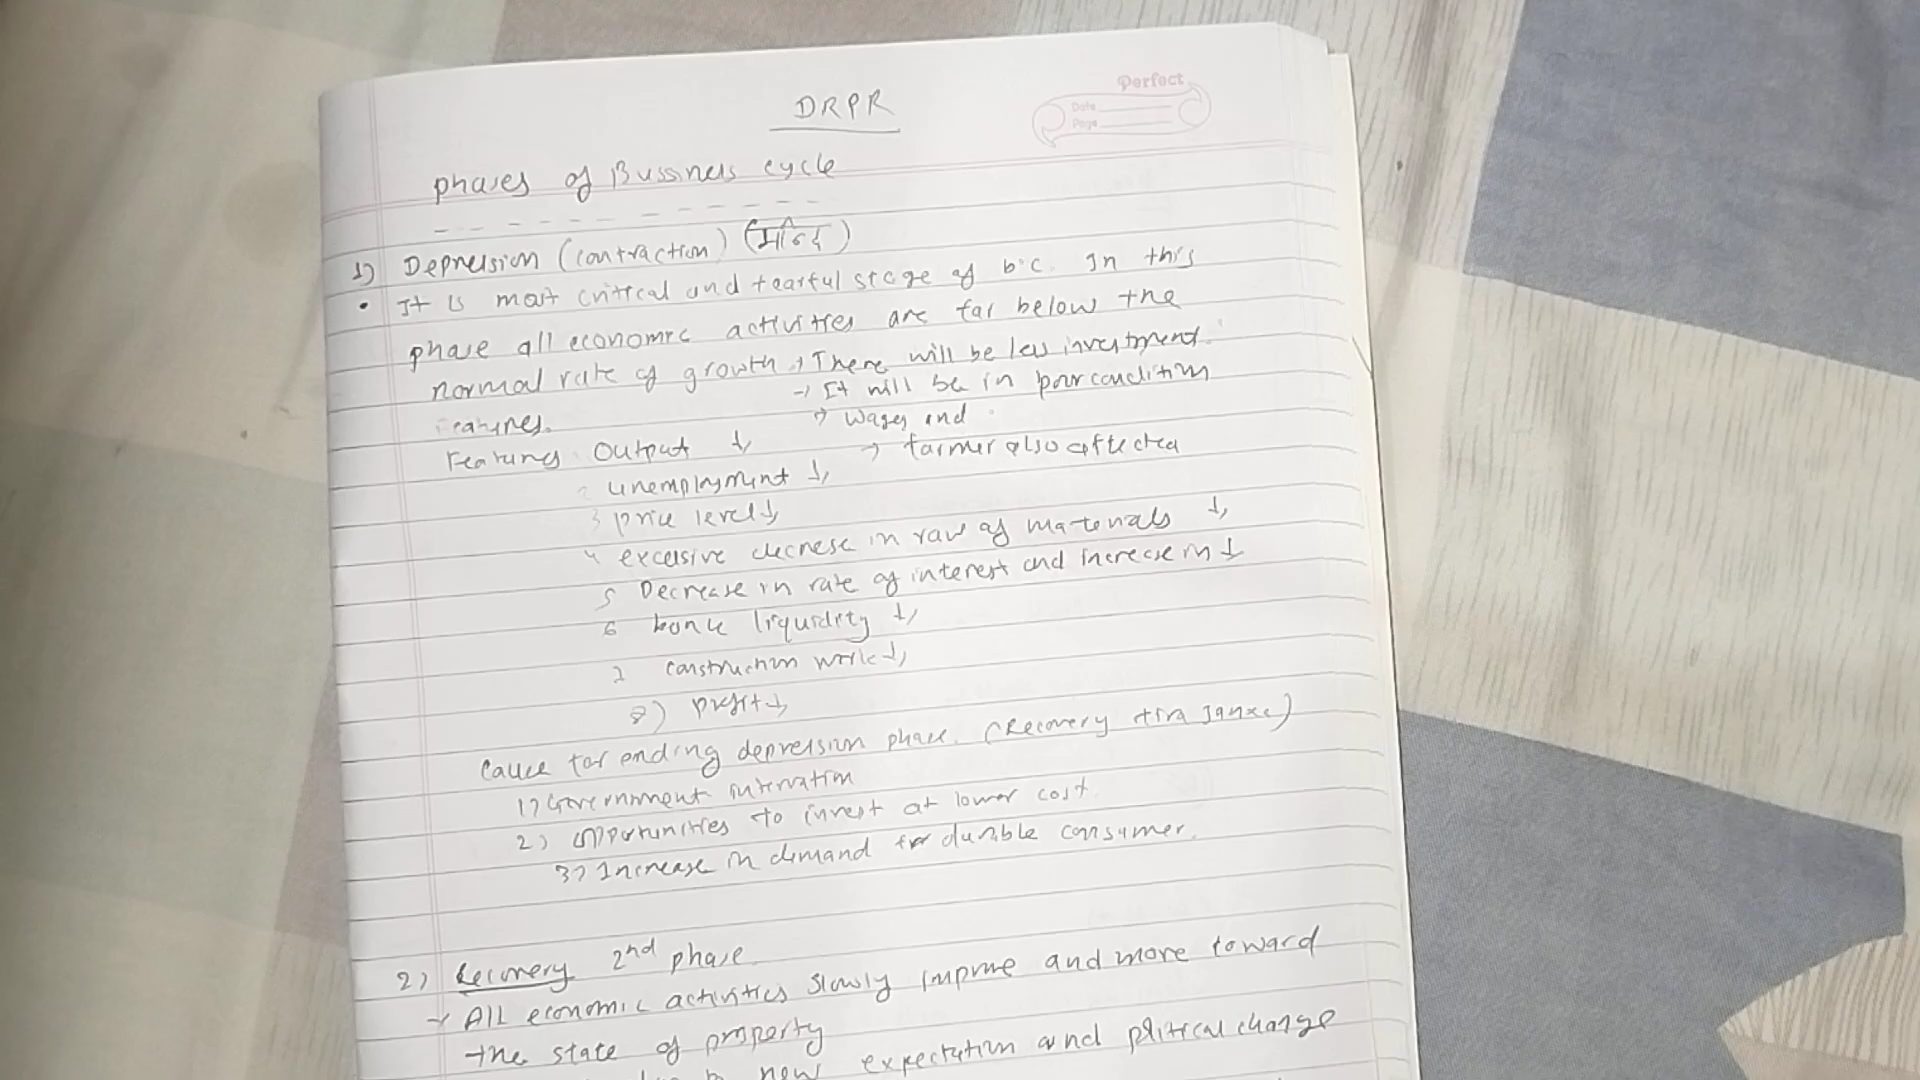 DRPR
Perfect
Date
Page
phases of Bussiness cycle
1) Depression (contraction)
• It is most critical and fearful stage of b.c. In this
phase all economic activities are far below the
normal rate of growth → There will be less investment.
→ It will be in poor condition
Features.
→ wages and
Features. Output ↓
→ farmer also affected
2 unemployment ↓
3 price level ↓
4 excessive decrese in raw of materials ↓
5 Decrease in rate of interest and increase in ↓
6 bank liquidity ↓
7 construction work ↓
8) profit ↓
Cause for ending depression phase. (Recovery
1) Government intervation
2) opportunities to invest at lower cost.
3) Increase in demand for durable consumer.
2) Recovery 2nd phase.
→ All economic activities slowly improve and more toward
the state of property
new expectation and political change